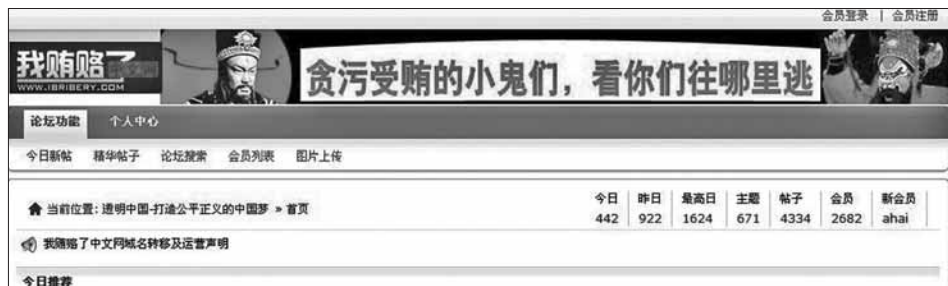 会员登录 | 会员注册
我贿赂了
WWW.IBRIBERY.COM
贪污受贿的小鬼们，看你们往哪里逃
论坛功能 个人中心
今日新帖 精华帖子 论坛搜索 会员列表 图片上传
当前位置: 透明中国-打造公平正义的中国梦 » 首页
今日 昨日 最高日 主题 帖子 会员 新会员
442 922 1624 671 4334 2682 ahai
我贿赂了中文网域名转移及运营声明
今日推荐